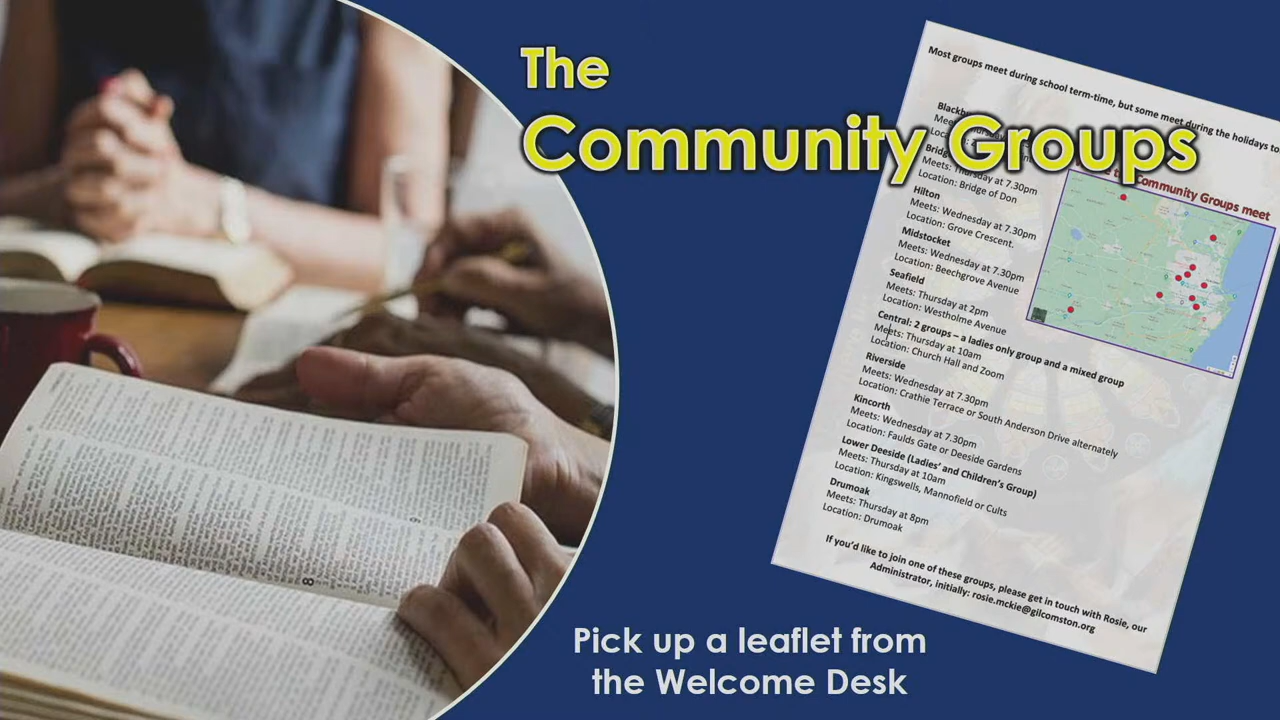 The
Community Groups
Most groups meet during school term-time, but some meet during the holidays
Community Groups meet
Meets: Thursday at 7.30pm
Location: Bridge of Don
Hilton
Meets: Wednesday at 7.30pm
Location: Grove Crescent.
Midstocket
Meets: Wednesday at 7.30pm
Location: Beechgrove Avenue
Seafield
Meets: Thursday at 2pm
Location: Westholme Avenue
Central: 2 groups – a ladies only group and a mixed group
Meets: Thursday at 10am
Location: Church Hall and Zoom
Riverside
Meets: Wednesday at 7.30pm
Location: Crathie Terrace or South Anderson Drive alternately
Kincorth
Meets: Wednesday at 7.30pm
Location: Faulds Gate or Deeside Gardens
Lower Deeside (Ladies' and Children's Group)
Meets: Thursday at 10am
Location: Kingswells, Mannofield or Cults
Drumoak
Meets: Thursday at 8pm
Location: Drumoak
If you'd like to join one of these groups, please get in touch with Rosie, our
Administrator, initially: rosie.mckie@gilcomston.org
Pick up a leaflet from
the Welcome Desk